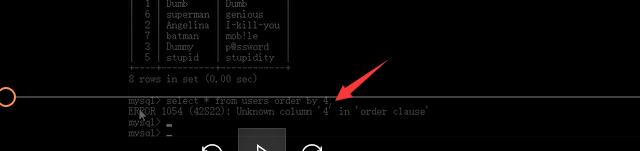 | 1 | Dumb | Dumb |
| 6 | superman | genious |
| 2 | Angelina | I-kill-you |
| 7 | batman | mob!le |
| 3 | Dummy | p@ssword |
| 5 | stupid | stupidity |
+----+----------+------------+
8 rows in set (0.00 sec)
mysql> select * from users order by 4;
ERROR 1054 (42S22): Unknown column '4' in 'order clause'
mysql>
mysql>